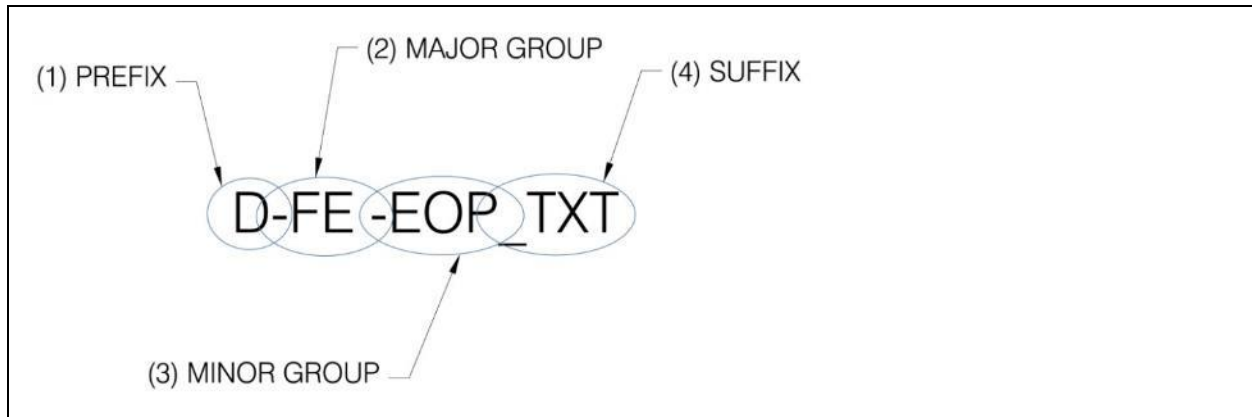 (2) MAJOR GROUP
(1) PREFIX
(4) SUFFIX
D-FE -EOP_TXT
(3) MINOR GROUP